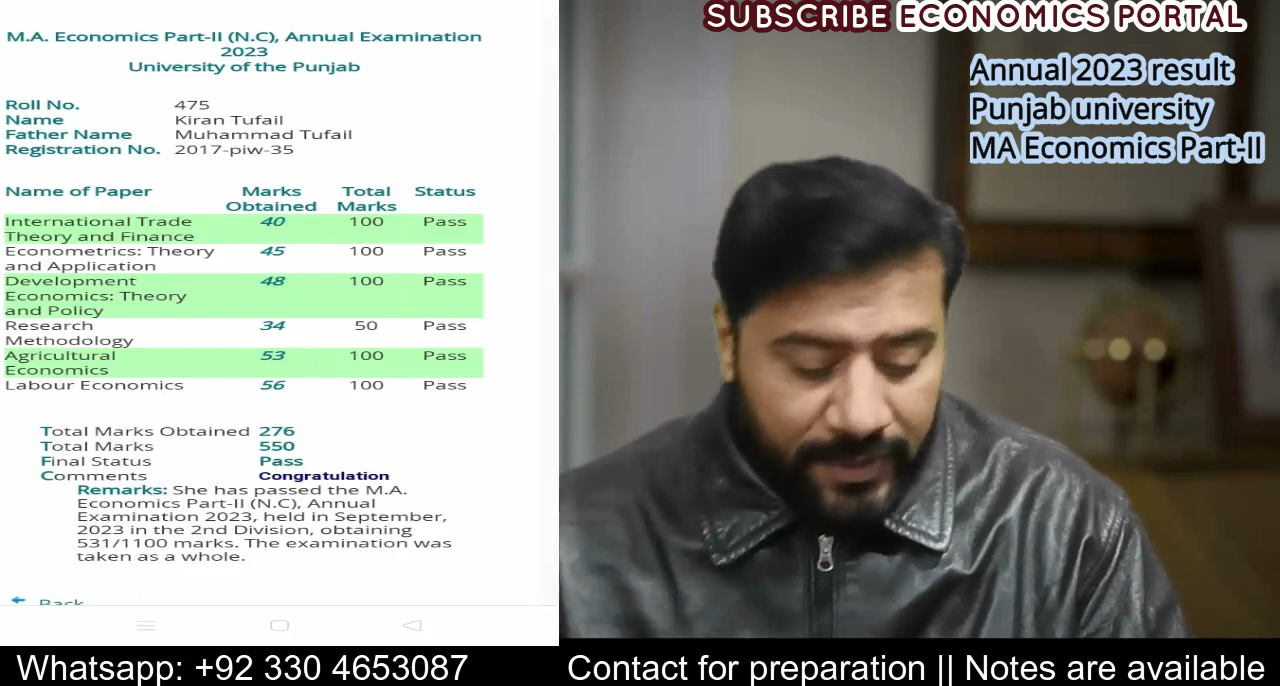 SUBSCRIBE ECONOMICS PORTAL
Annual 2023 result
Punjab university
MA Economics Part-II
M.A. Economics Part-II (N.C), Annual Examination
2023
University of the Punjab
Roll No. 475
Name Kiran Tufail
Father Name Muhammad Tufail
Registration No. 2017-piw-35
Name of Paper Marks Total Status
Obtained Marks
International Trade 40 100 Pass
Theory and Finance
Econometrics: Theory 45 100 Pass
and Application
Development 48 100 Pass
Economics: Theory
and Policy
Research 34 50 Pass
Methodology
Agricultural 53 100 Pass
Economics
Labour Economics 56 100 Pass
Total Marks Obtained 276
Total Marks 550
Final Status Pass
Comments Congratulation
Remarks: She has passed the M.A.
Economics Part-II (N.C), Annual
Examination 2023, held in September,
2023 in the 2nd Division, obtaining
531/1100 marks. The examination was
taken as a whole.
Back
Whatsapp: +92 330 4653087
Contact for preparation || Notes are available